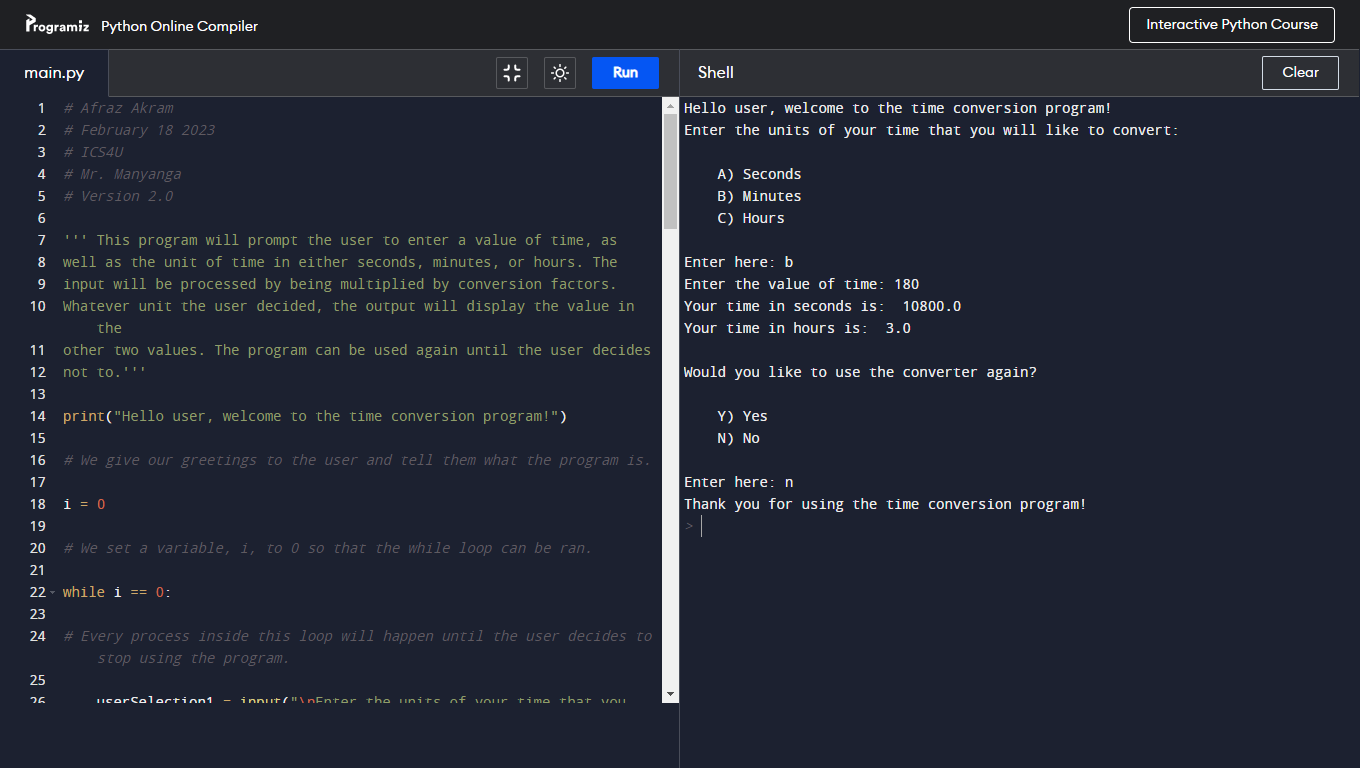 Programiz Python Online Compiler
Interactive Python Course
main.py
Run
1 # Afraz Akram
2 # February 18 2023
3 # ICS4U
4 # Mr. Manyanga
5 # Version 2.0
6
7 ''' This program will prompt the user to enter a value of time, as
8 well as the unit of time in either seconds, minutes, or hours. The
9 input will be processed by being multiplied by conversion factors.
10 Whatever unit the user decided, the output will display the value in
the
11 other two values. The program can be used again until the user decides
12 not to.'''
13
14 print("Hello user, welcome to the time conversion program!")
15
16 # We give our greetings to the user and tell them what the program is.
17
18 i = 0
19
20 # We set a variable, i, to 0 so that the while loop can be ran.
21
22 while i == 0:
23
24 # Every process inside this loop will happen until the user decides to
stop using the program.
25
26 userSelection1 = input("\nEnter the units of your time that you
Shell
Clear
Hello user, welcome to the time conversion program!
Enter the units of your time that you will like to convert:
A) Seconds
B) Minutes
C) Hours
Enter here: b
Enter the value of time: 180
Your time in seconds is:  10800.0
Your time in hours is:  3.0
Would you like to use the converter again?
Y) Yes
N) No
Enter here: n
Thank you for using the time conversion program!
>